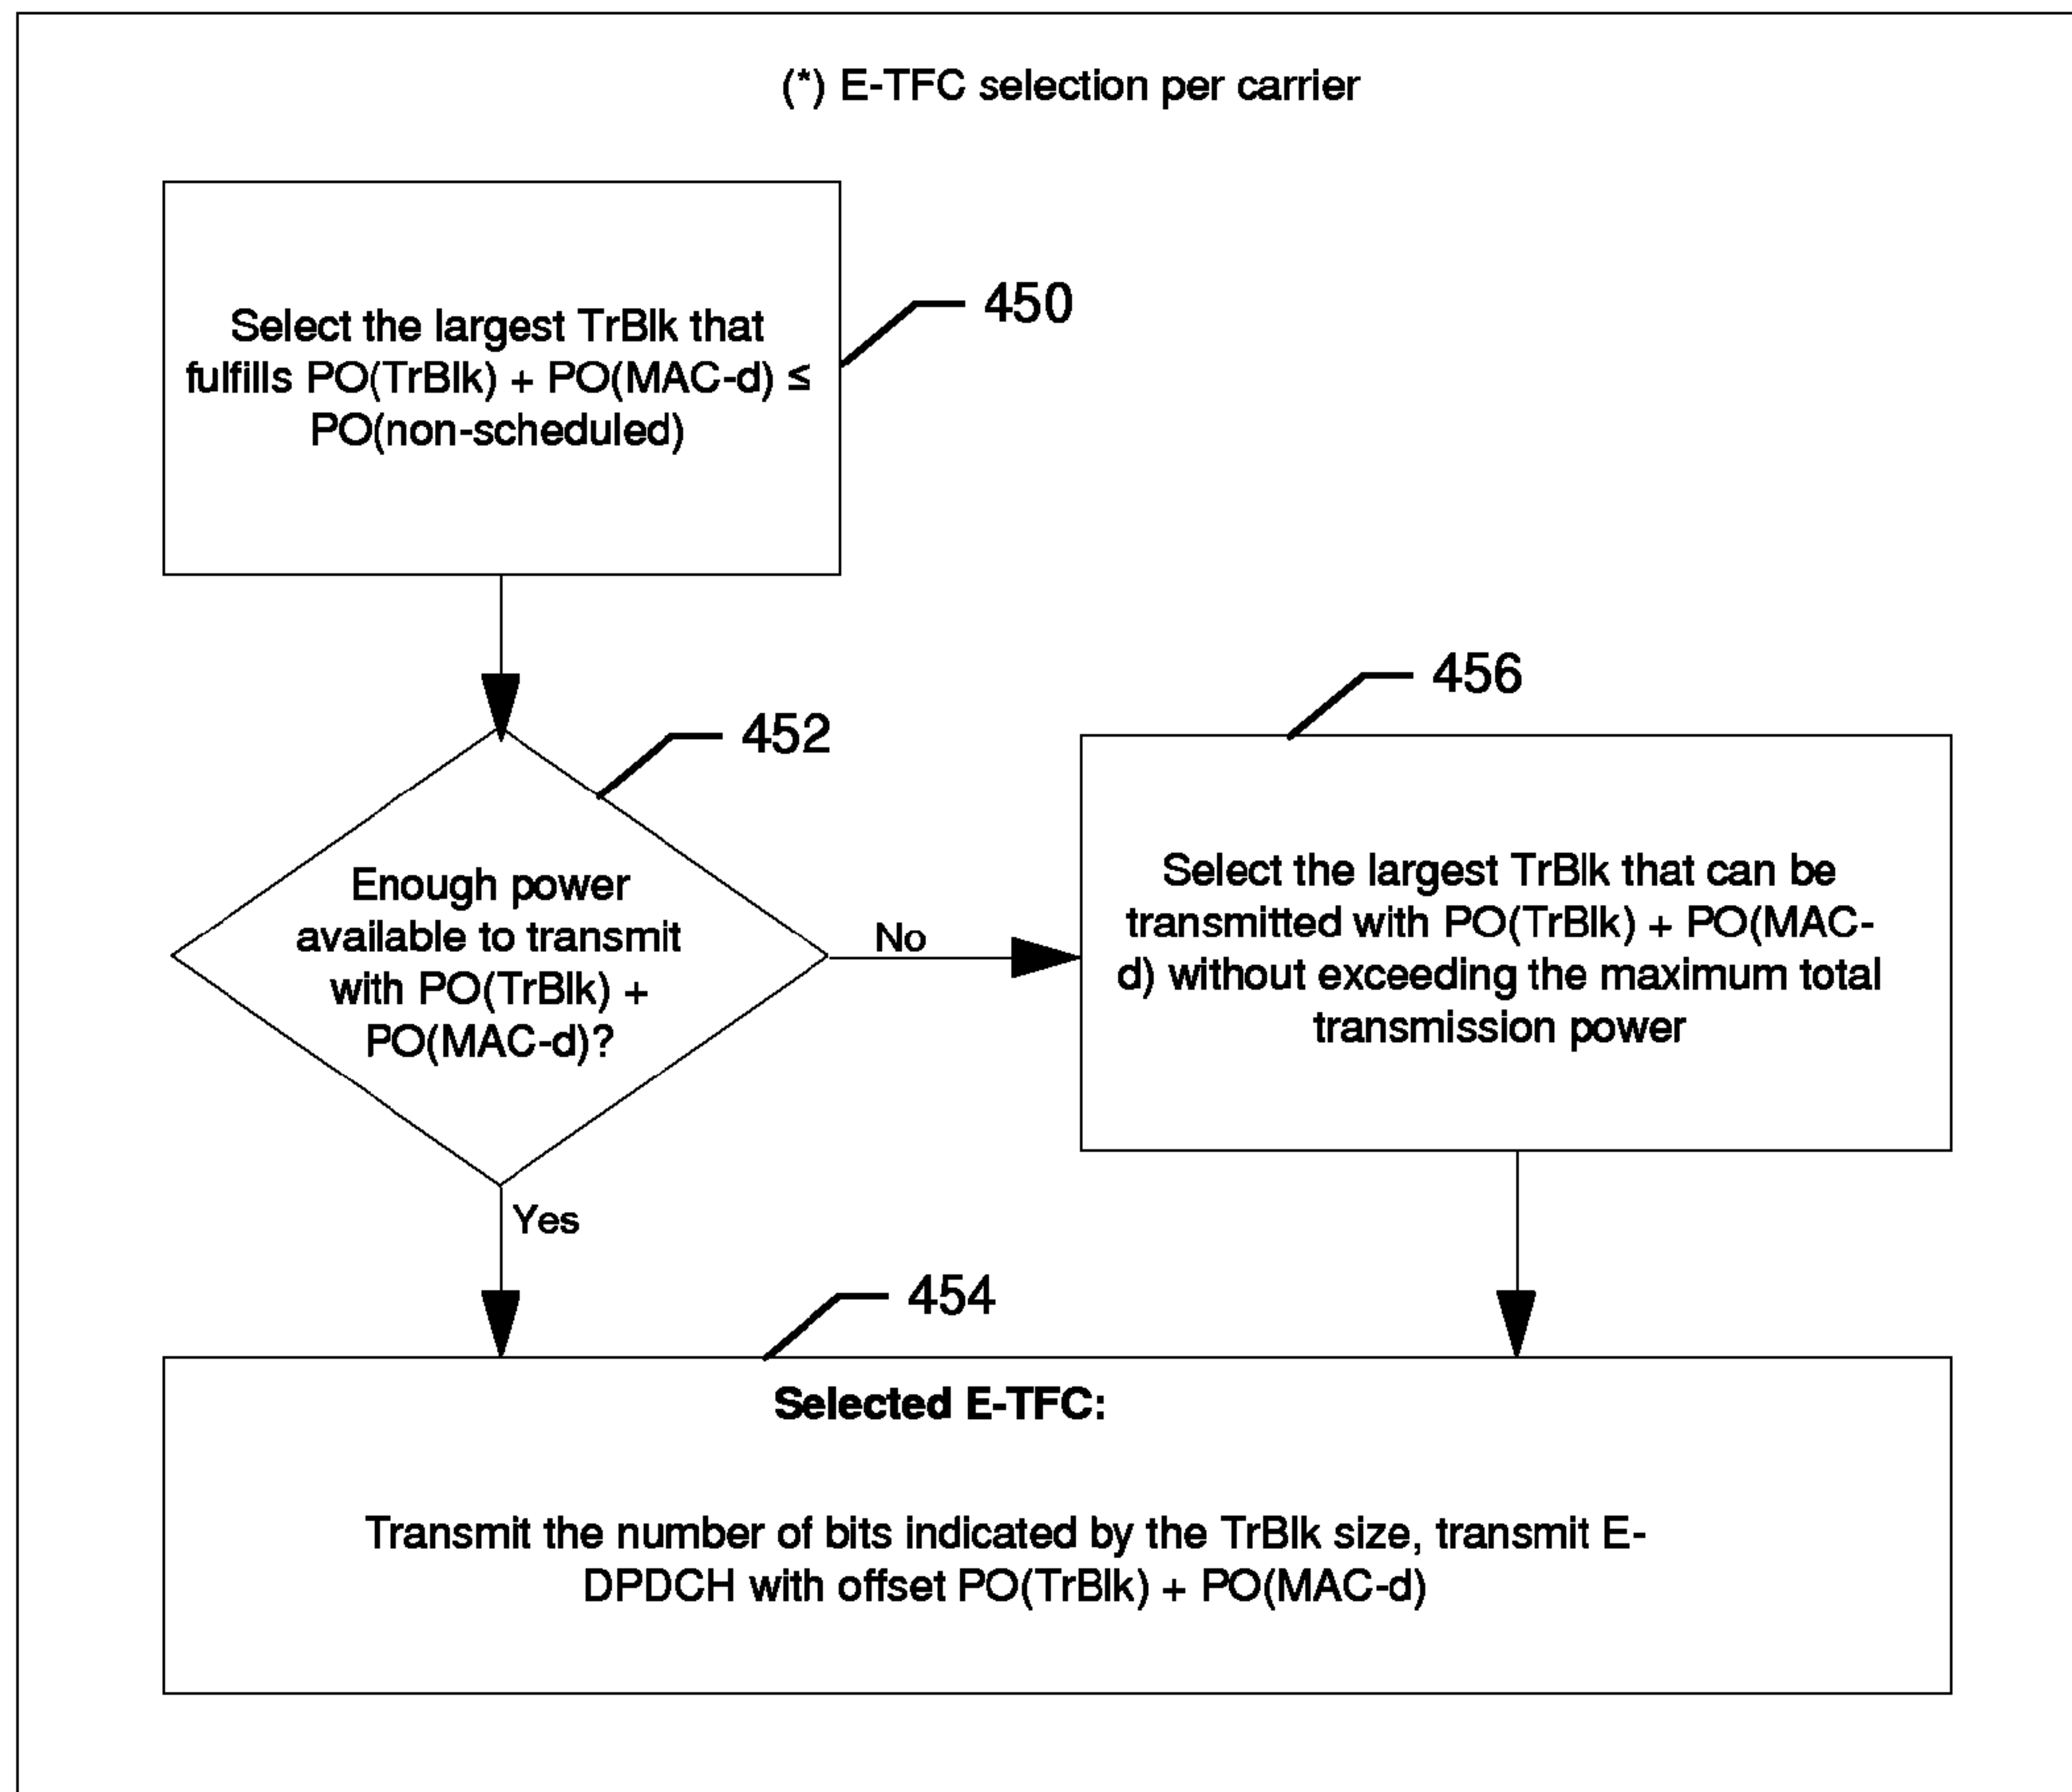 (*) E-TFC selection per carrier
Select the largest TrBlk that
fulfills PO(TrBlk) + PO(MAC-d) ≤
PO(non-scheduled)
450
452
Enough power
available to transmit
with PO(TrBlk) +
PO(MAC-d)?
No
456
Select the largest TrBlk that can be
transmitted with PO(TrBlk) + PO(MAC-
d) without exceeding the maximum total
transmission power
Yes
454
Selected E-TFC:
Transmit the number of bits indicated by the TrBlk size, transmit E-
DPDCH with offset PO(TrBlk) + PO(MAC-d)